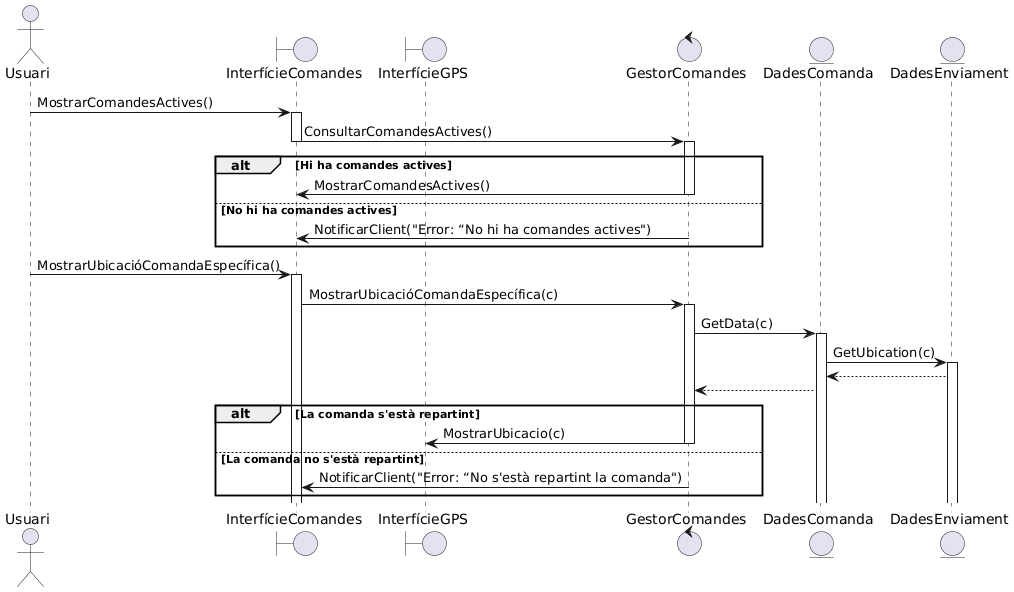 Usuari
InterfícieComandes
InterfícieGPS
GestorComandes
DadesComanda
DadesEnviament
MostrarComandesActives()
ConsultarComandesActives()
alt
[Hi ha comandes actives]
MostrarComandesActives()
[No hi ha comandes actives]
NotificarClient("Error: “No hi ha comandes actives")
MostrarUbicacióComandaEspecífica()
MostrarUbicacióComandaEspecífica(c)
GetData(c)
GetUbication(c)
alt
[La comanda s'està repartint]
MostrarUbicacio(c)
[La comanda no s'està repartint]
NotificarClient("Error: “No s'està repartint la comanda")
Usuari
InterfícieComandes
InterfícieGPS
GestorComandes
DadesComanda
DadesEnviament